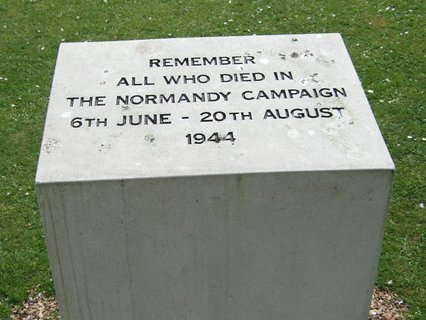 REMEMBER
ALL WHO DIED IN
THE NORMANDY CAMPAIGN
6TH JUNE - 20TH AUGUST
1944